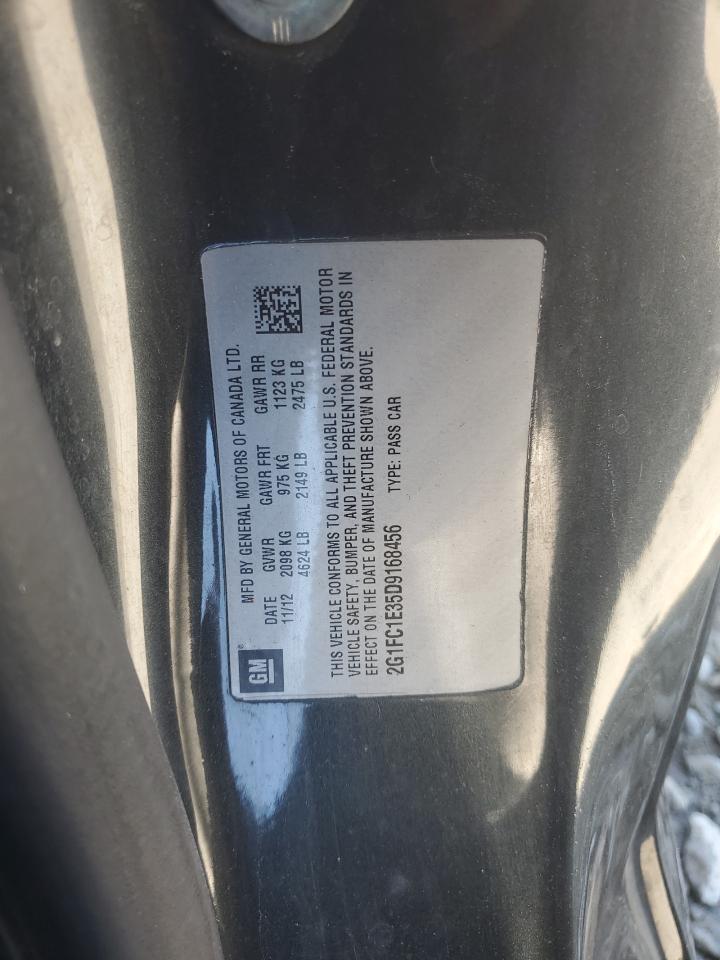 GM®
MFD BY GENERAL MOTORS OF CANADA LTD.
DATE GVWR GAWR FRT GAWR RR
11/12 2098 KG 975 KG 1123 KG
4624 LB 2149 LB 2475 LB
THIS VEHICLE CONFORMS TO ALL APPLICABLE U.S. FEDERAL MOTOR
VEHICLE SAFETY, BUMPER, AND THEFT PREVENTION STANDARDS IN
EFFECT ON THE DATE OF MANUFACTURE SHOWN ABOVE.
2G1FC1E35D9168456 TYPE: PASS CAR